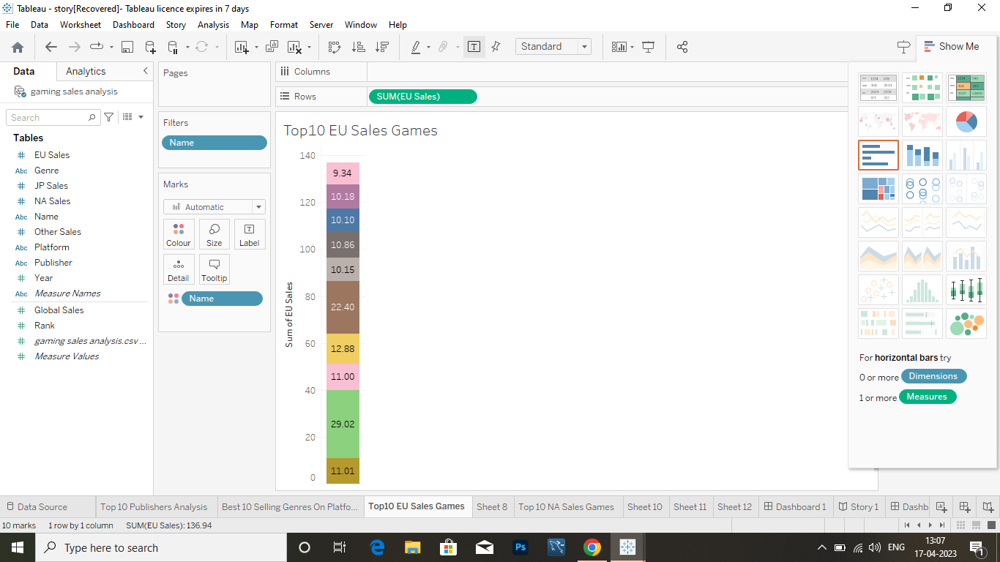 Tableau - story[Recovered]- Tableau licence expires in 7 days
File Data Worksheet Dashboard Story Analysis Map Format Server Window Help
Standard
Show Me
Data Analytics
gaming sales analysis
Search
Tables
# EU Sales
Abc Genre
# JP Sales
# NA Sales
Abc Name
# Other Sales
Abc Platform
Abc Publisher
# Year
Abc Measure Names
# Global Sales
# Rank
# gaming sales analysis.csv ...
# Measure Values
Pages
Filters
Name
Marks
Automatic
Colour Size Label
Detail Tooltip
Name
Columns
Rows SUM(EU Sales)
Top10 EU Sales Games
Sum of EU Sales
140
120
100
80
60
40
20
0
9.34
10.18
10.10
10.86
10.15
22.40
12.88
11.00
29.02
11.01
For horizontal bars try
0 or more Dimensions
1 or more Measures
Data Source Top 10 Publishers Analysis Best 10 Selling Genres On Platfo... Top10 EU Sales Games Sheet 8 Top 10 NA Sales Games Sheet 10 Sheet 11 Sheet 12 Dashboard 1 Story 1 Dashb
10 marks 1 row by 1 column SUM(EU Sales): 136.94
Type here to search
Ps
ENG
13:07
17-04-2023
1